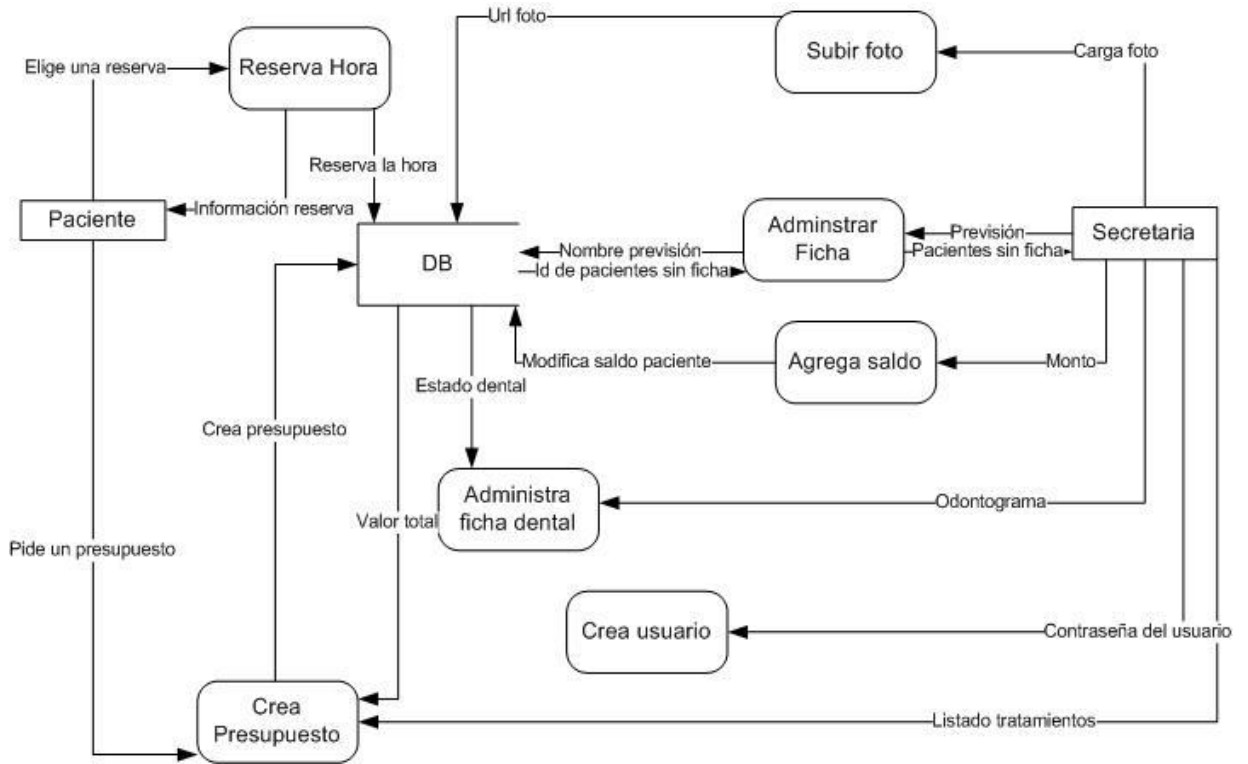 Url foto
Subir foto
Carga foto
Elige una reserva
Reserva Hora
Reserva la hora
Paciente
Información reserva
DB
Nombre previsión
Id de pacientes sin ficha
Adminstrar
Ficha
Previsión
Pacientes sin ficha
Secretaria
Modifica saldo paciente
Agrega saldo
Monto
Estado dental
Crea presupuesto
Administra
ficha dental
Odontograma
Valor total
Pide un presupuesto
Crea usuario
Contraseña del usuario
Crea
Presupuesto
Listado tratamientos